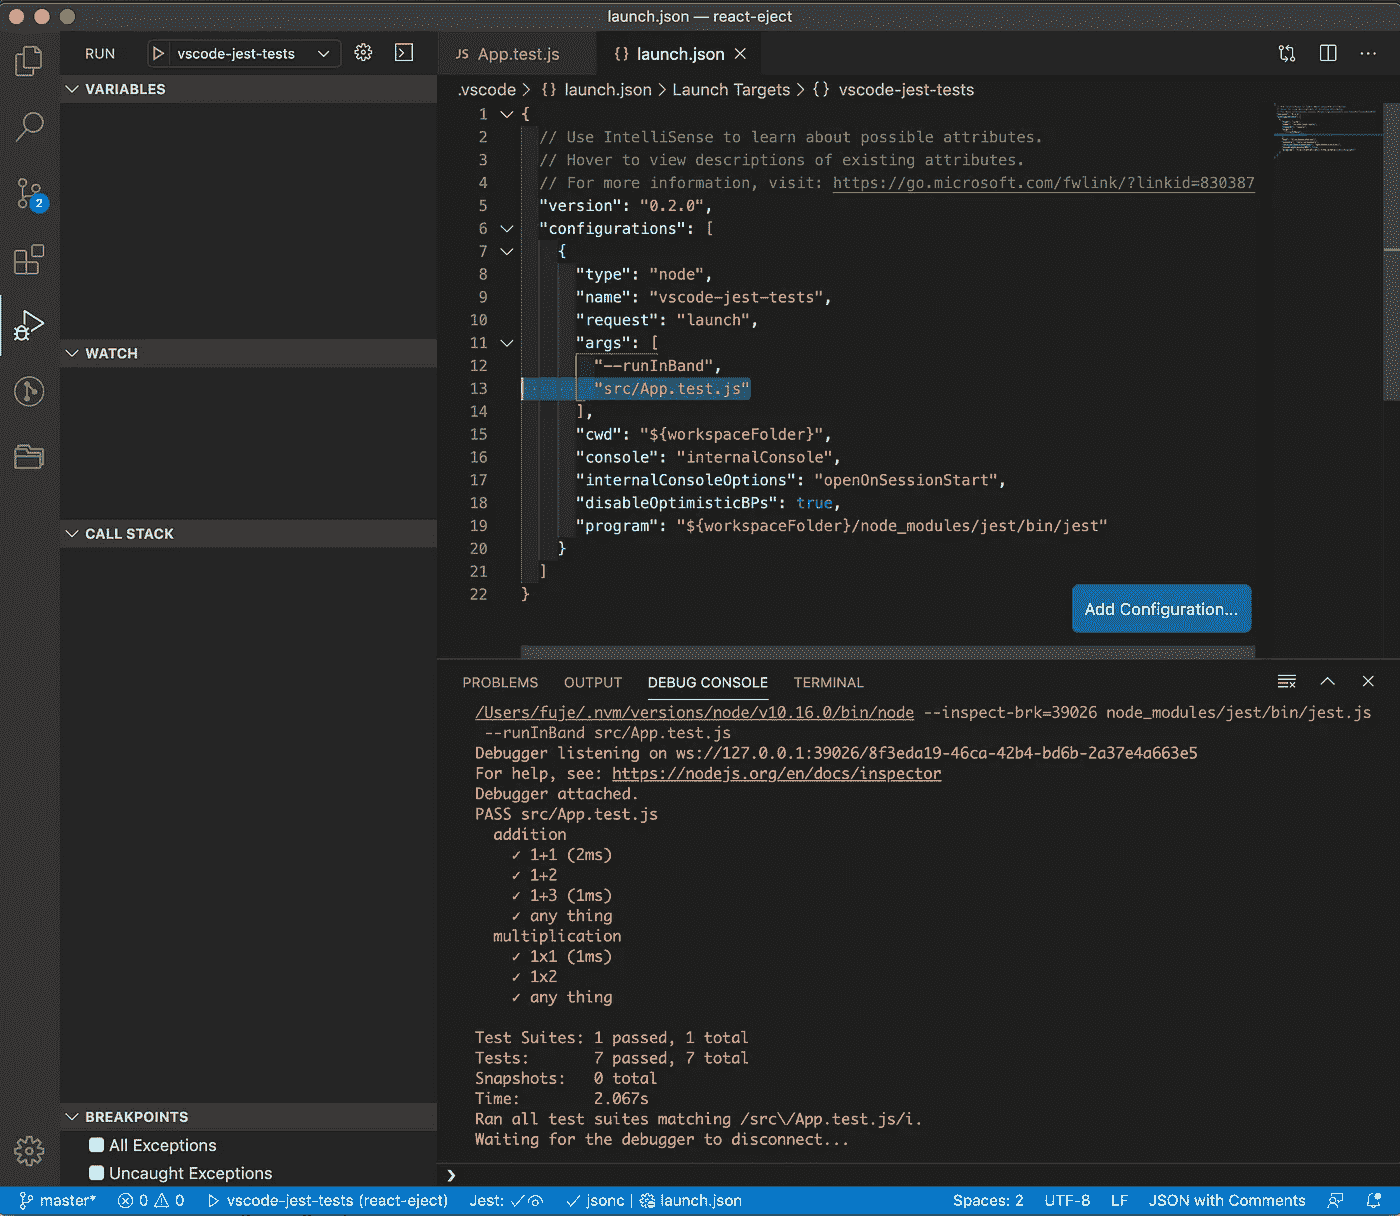 launch.json — react-eject
RUN
vscode-jest-tests
JS App.test.js
{} launch.json
.vscode > {} launch.json > Launch Targets > {} vscode-jest-tests
VARIABLES
WATCH
CALL STACK
BREAKPOINTS
All Exceptions
Uncaught Exceptions
2
1 {
2 // Use IntelliSense to learn about possible attributes.
3 // Hover to view descriptions of existing attributes.
4 // For more information, visit: https://go.microsoft.com/fwlink/?linkid=830387
5 "version": "0.2.0",
6 "configurations": [
7 {
8 "type": "node",
9 "name": "vscode-jest-tests",
10 "request": "launch",
11 "args": [
12 "--runInBand",
13 "src/App.test.js"
14 ],
15 "cwd": "${workspaceFolder}",
16 "console": "internalConsole",
17 "internalConsoleOptions": "openOnSessionStart",
18 "disableOptimisticBPs": true,
19 "program": "${workspaceFolder}/node_modules/jest/bin/jest"
20 }
21 ]
22 }
Add Configuration...
PROBLEMS OUTPUT DEBUG CONSOLE TERMINAL
/Users/fuje/.nvm/versions/node/v10.16.0/bin/node --inspect-brk=39026 node_modules/jest/bin/jest.js
--runInBand src/App.test.js
Debugger listening on ws://127.0.0.1:39026/8f3eda19-46ca-42b4-bd6b-2a37e4a663e5
For help, see: https://nodejs.org/en/docs/inspector
Debugger attached.
PASS src/App.test.js
addition
✓ 1+1 (2ms)
✓ 1+2
✓ 1+3 (1ms)
✓ any thing
multiplication
✓ 1x1 (1ms)
✓ 1x2
✓ any thing
Test Suites: 1 passed, 1 total
Tests: 7 passed, 7 total
Snapshots: 0 total
Time: 2.067s
Ran all test suites matching /src\/App.test.js/i.
Waiting for the debugger to disconnect...
master* 0 0 vscode-jest-tests (react-eject) Jest: ✓ ✓ jsonc | launch.json Spaces: 2 UTF-8 LF JSON with Comments